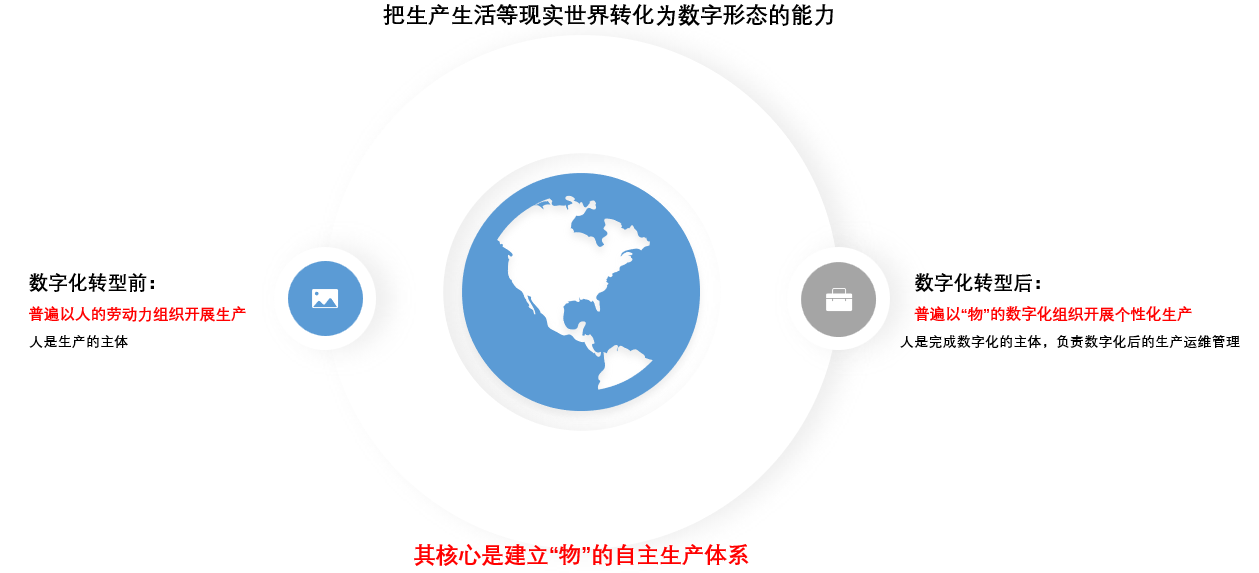 把生产生活等现实世界转化为数字形态的能力
数字化转型前：
普遍以人的劳动力组织开展生产
人是生产的主体
数字化转型后：
普遍以“物”的数字化组织开展个性化生产
人是完成数字化的主体，负责数字化后的生产运维管理
其核心是建立“物”的自主生产体系